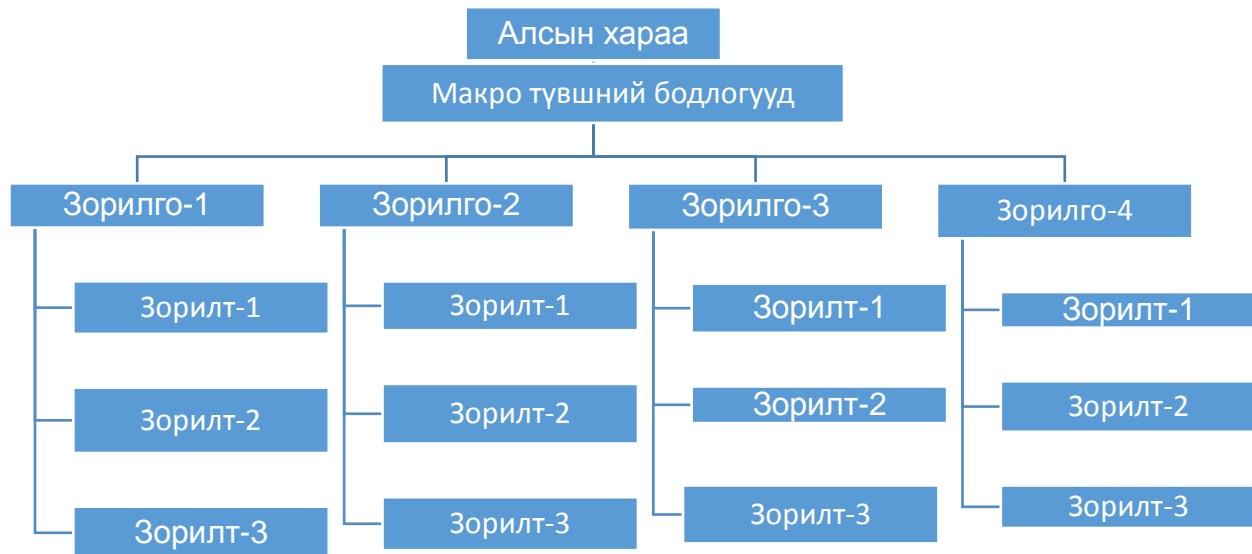 Алсын хараа
Макро түвшний бодлогууд
Зорилго-1
Зорилт-1
Зорилт-2
Зорилт-3
Зорилго-2
Зорилт-1
Зорилт-2
Зорилт-3
Зорилго-3
Зорилт-1
Зорилт-2
Зорилт-3
Зорилго-4
Зорилт-1
Зорилт-2
Зорилт-3